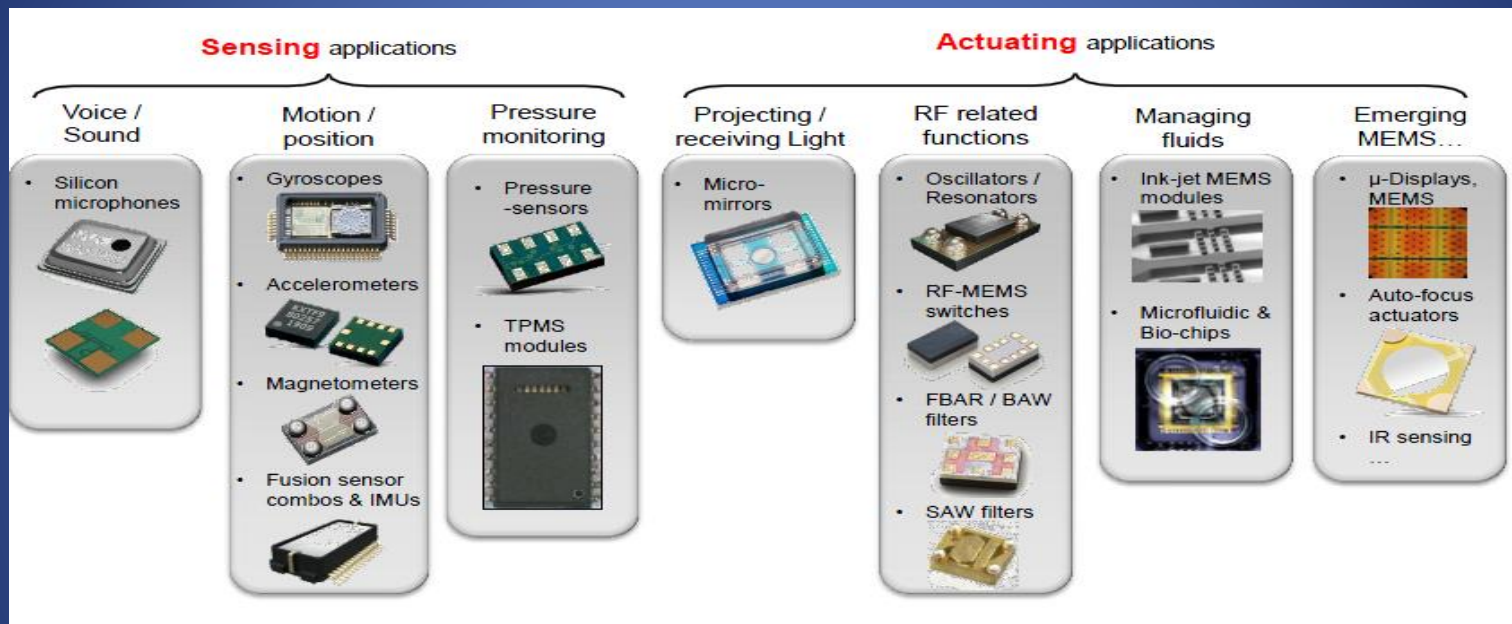 Sensing applications
Actuating applications
Voice /
Sound
• Silicon
microphones
Motion /
position
• Gyroscopes
• Accelerometers
KXTF9
80257
1909
• Magnetometers
• Fusion sensor
combos & IMUs
Pressure
monitoring
• Pressure
-sensors
• TPMS
modules
Projecting /
receiving Light
• Micro-
mirrors
RF related
functions
• Oscillators /
Resonators
• RF-MEMS
switches
• FBAR / BAW
filters
• SAW filters
Managing
fluids
• Ink-jet MEMS
modules
• Microfluidic &
Bio-chips
Emerging
MEMS…
• µ-Displays,
MEMS
• Auto-focus
actuators
• IR sensing
…